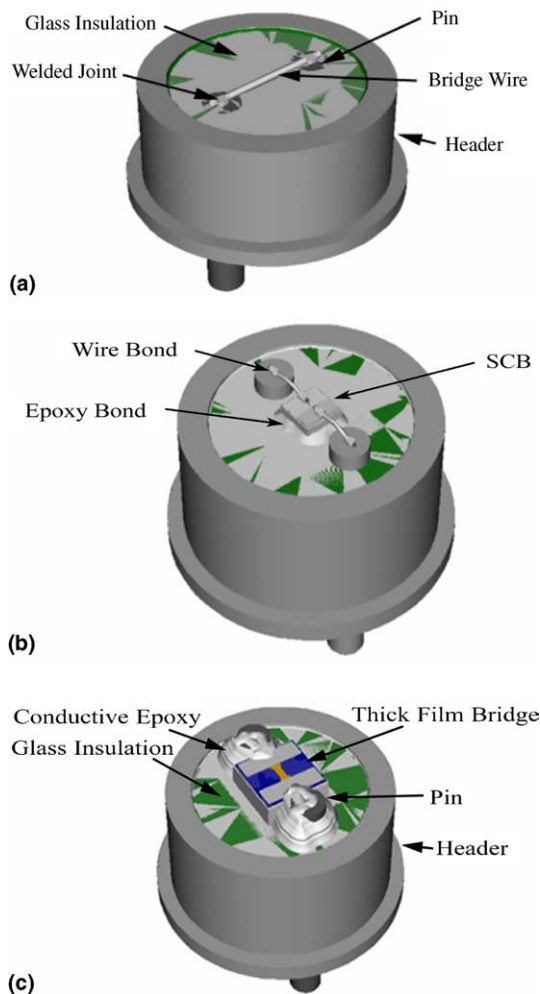 Glass Insulation
Pin
Welded Joint
Bridge Wire
Header
(a)
Wire Bond
SCB
Epoxy Bond
(b)
Conductive Epoxy
Thick Film Bridge
Glass Insulation
Pin
Header
(c)